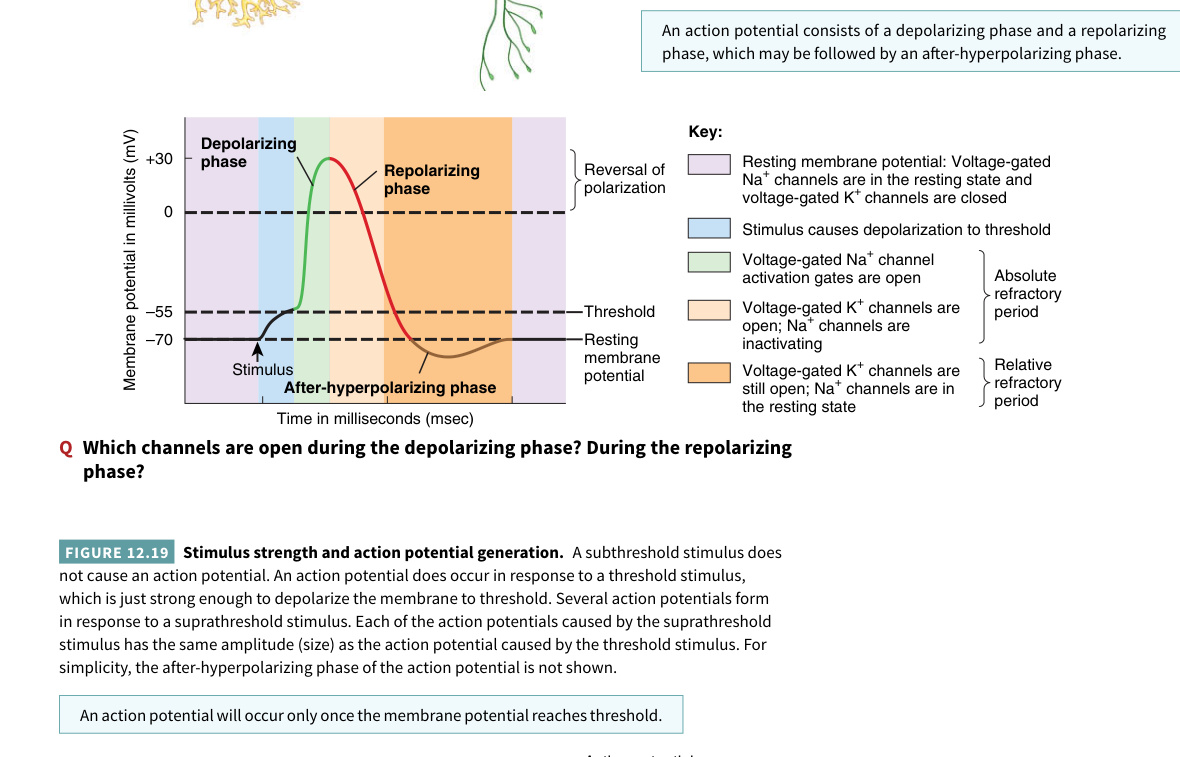 An action potential consists of a depolarizing phase and a repolarizing
phase, which may be followed by an after-hyperpolarizing phase.
Membrane potential in millivolts (mV)
+30
0
–55
–70
Depolarizing
phase
Repolarizing
phase
Reversal of
polarization
Threshold
Resting
membrane
potential
Stimulus
After-hyperpolarizing phase
Time in milliseconds (msec)
Key:
Resting membrane potential: Voltage-gated
Na+ channels are in the resting state and
voltage-gated K+ channels are closed
Stimulus causes depolarization to threshold
Voltage-gated Na+ channel
activation gates are open
Voltage-gated K+ channels are
open; Na+ channels are
inactivating
Absolute
refractory
period
Voltage-gated K+ channels are
still open; Na+ channels are in
the resting state
Relative
refractory
period
Q Which channels are open during the depolarizing phase? During the repolarizing
phase?
FIGURE 12.19 Stimulus strength and action potential generation. A subthreshold stimulus does
not cause an action potential. An action potential does occur in response to a threshold stimulus,
which is just strong enough to depolarize the membrane to threshold. Several action potentials form
in response to a suprathreshold stimulus. Each of the action potentials caused by the suprathreshold
stimulus has the same amplitude (size) as the action potential caused by the threshold stimulus. For
simplicity, the after-hyperpolarizing phase of the action potential is not shown.
An action potential will occur only once the membrane potential reaches threshold.